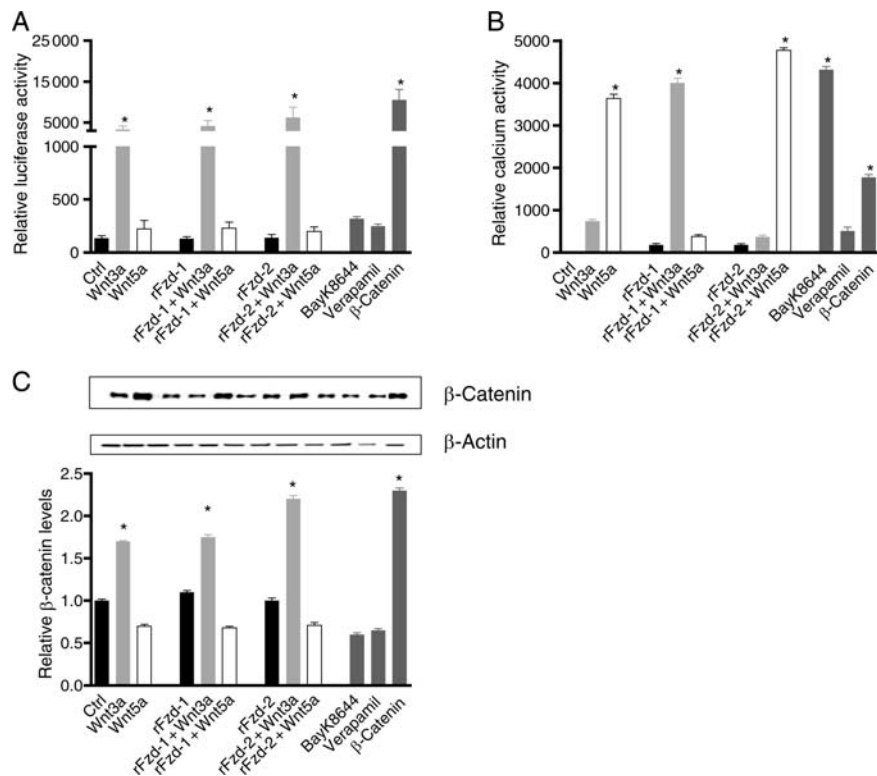 A
Relative luciferase activity
25 000
15 000
5000
1000
500
0
*
*
*
*
Ctrl
Wnt3a
Wnt5a
rFzd-1
rFzd-1 + Wnt3a
rFzd-1 + Wnt5a
rFzd-2
rFzd-2 + Wnt3a
rFzd-2 + Wnt5a
BayK8644
Verapamil
β-Catenin
B
Relative calcium activity
5000
4000
3000
2000
1000
0
*
*
*
*
*
Ctrl
Wnt3a
Wnt5a
rFzd-1
rFzd-1 + Wnt3a
rFzd-1 + Wnt5a
rFzd-2
rFzd-2 + Wnt3a
rFzd-2 + Wnt5a
BayK8644
Verapamil
β-Catenin
C
β-Catenin
β-Actin
Relative β-catenin levels
2.5
2.0
1.5
1.0
0.5
0.0
*
*
*
*
Ctrl
Wnt3a
Wnt5a
rFzd-1
rFzd-1 + Wnt3a
rFzd-1 + Wnt5a
rFzd-2
rFzd-2 + Wnt3a
rFzd-2 + Wnt5a
BayK8644
Verapamil
β-Catenin